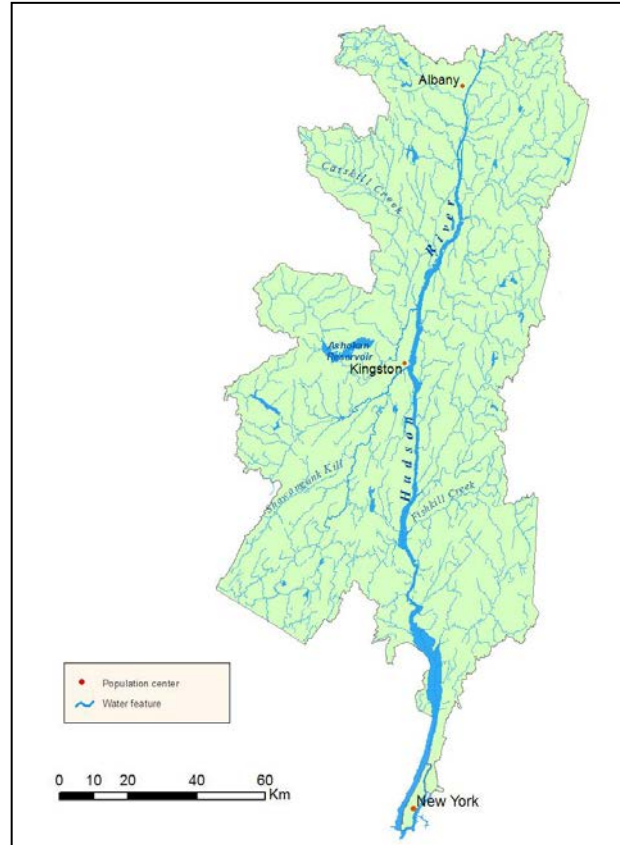 Albany
Catskill Creek
River
Ashokan
Reservoir
Kingston
Hudson
Shawangunk Kill
Fishkill Creek
Population center
Water feature
0 10 20 40 60
Km
New York